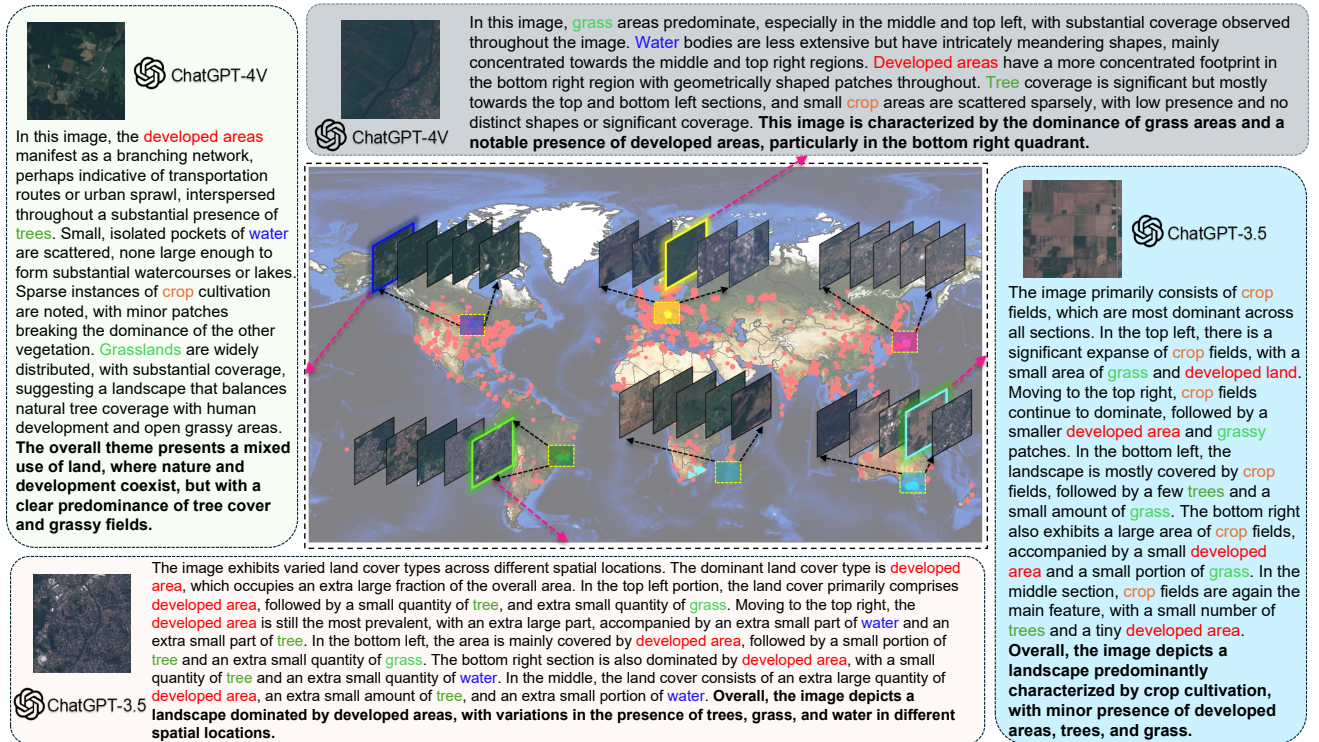 ChatGPT-4V
In this image, the developed areas
manifest as a branching network,
perhaps indicative of transportation
routes or urban sprawl, interspersed
throughout a substantial presence of
trees. Small, isolated pockets of water
are scattered, none large enough to
form substantial watercourses or lakes.
Sparse instances of crop cultivation
are noted, with minor patches
breaking the dominance of the other
vegetation. Grasslands are widely
distributed, with substantial coverage,
suggesting a landscape that balances
natural tree coverage with human
development and open grassy areas.
The overall theme presents a mixed
use of land, where nature and
development coexist, but with a
clear predominance of tree cover
and grassy fields.
ChatGPT-4V
In this image, grass areas predominate, especially in the middle and top left, with substantial coverage observed
throughout the image. Water bodies are less extensive but have intricately meandering shapes, mainly
concentrated towards the middle and top right regions. Developed areas have a more concentrated footprint in
the bottom right region with geometrically shaped patches throughout. Tree coverage is significant but mostly
towards the top and bottom left sections, and small crop areas are scattered sparsely, with low presence and no
distinct shapes or significant coverage. This image is characterized by the dominance of grass areas and a
notable presence of developed areas, particularly in the bottom right quadrant.
ChatGPT-3.5
The image primarily consists of crop
fields, which are most dominant across
all sections. In the top left, there is a
significant expanse of crop fields, with a
small area of grass and developed land.
Moving to the top right, crop fields
continue to dominate, followed by a
smaller developed area and grassy
patches. In the bottom left, the
landscape is mostly covered by crop
fields, followed by a few trees and a
small amount of grass. The bottom right
also exhibits a large area of crop fields,
accompanied by a small developed
area and a small portion of grass. In the
middle section, crop fields are again the
main feature, with a small number of
trees and a tiny developed area.
Overall, the image depicts a
landscape predominantly
characterized by crop cultivation,
with minor presence of developed
areas, trees, and grass.
ChatGPT-3.5
The image exhibits varied land cover types across different spatial locations. The dominant land cover type is developed
area, which occupies an extra large fraction of the overall area. In the top left portion, the land cover primarily comprises
developed area, followed by a small quantity of tree, and extra small quantity of grass. Moving to the top right, the
developed area is still the most prevalent, with an extra large part, accompanied by an extra small part of water and an
extra small part of tree. In the bottom left, the area is mainly covered by developed area, followed by a small portion of
tree and an extra small quantity of grass. The bottom right section is also dominated by developed area, with a small
quantity of tree and an extra small quantity of water. In the middle, the land cover consists of an extra large quantity of
developed area, an extra small amount of tree, and an extra small portion of water. Overall, the image depicts a
landscape dominated by developed areas, with variations in the presence of trees, grass, and water in different
spatial locations.